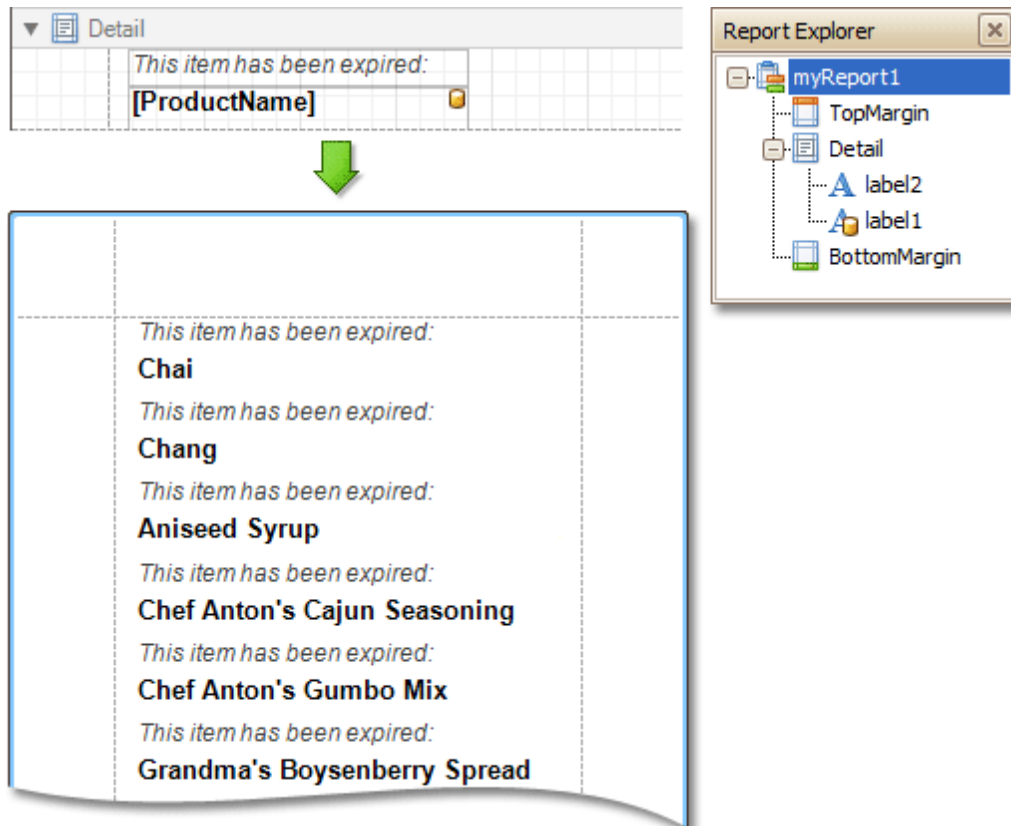 Detail
This item has been expired:
[ProductName]
This item has been expired:
Chai
This item has been expired:
Chang
This item has been expired:
Aniseed Syrup
This item has been expired:
Chef Anton's Cajun Seasoning
This item has been expired:
Chef Anton's Gumbo Mix
This item has been expired:
Grandma's Boysenberry Spread
Report Explorer
myReport1
TopMargin
Detail
label2
label1
BottomMargin